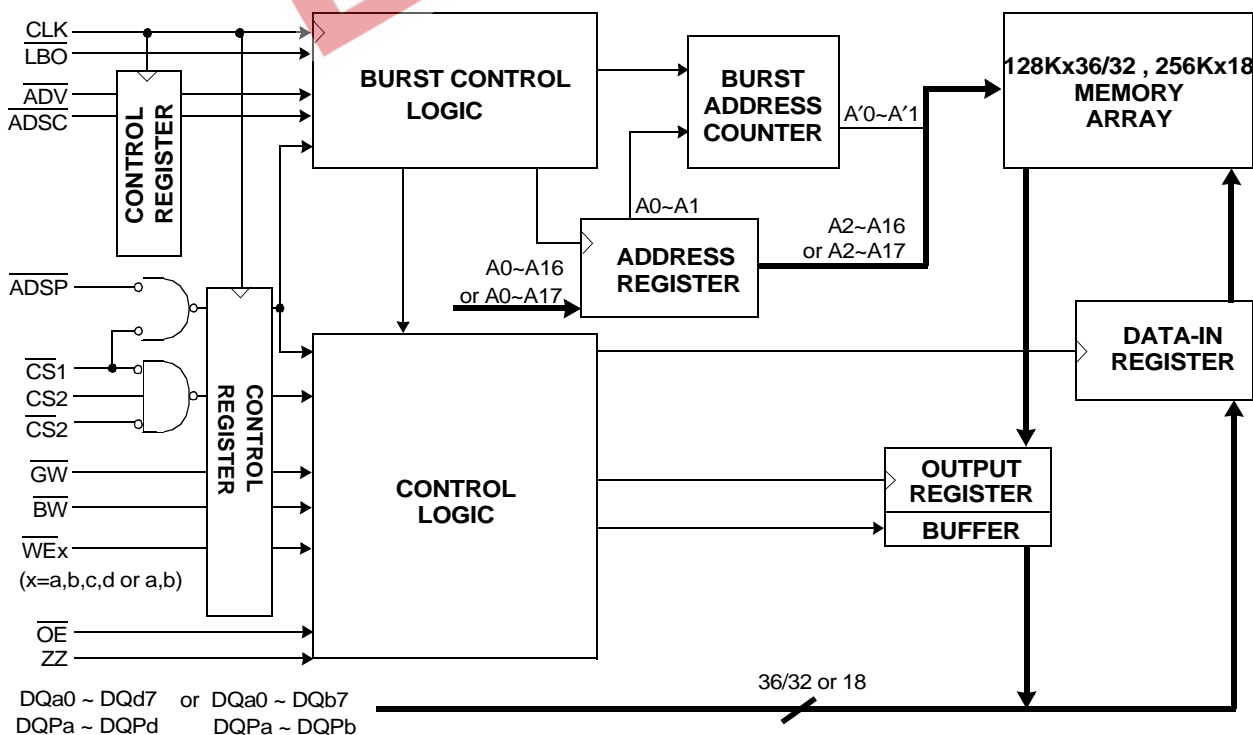 CLK
LBO
ADV
ADSC
CONTROL
REGISTER
BURST CONTROL
LOGIC
BURST
ADDRESS
COUNTER
A′0~A′1
128Kx36/32 , 256Kx18
MEMORY
ARRAY
A0~A1
A2~A16
or A2~A17
ADDRESS
REGISTER
A0~A16
or A0~A17
ADSP
CS1
CS2
CS2
GW
BW
WEx
(x=a,b,c,d or a,b)
OE
ZZ
CONTROL
REGISTER
CONTROL
LOGIC
DATA-IN
REGISTER
OUTPUT
REGISTER
BUFFER
36/32 or 18
DQa0 ~ DQd7 or DQa0 ~ DQb7
DQPa ~ DQPd DQPa ~ DQPb